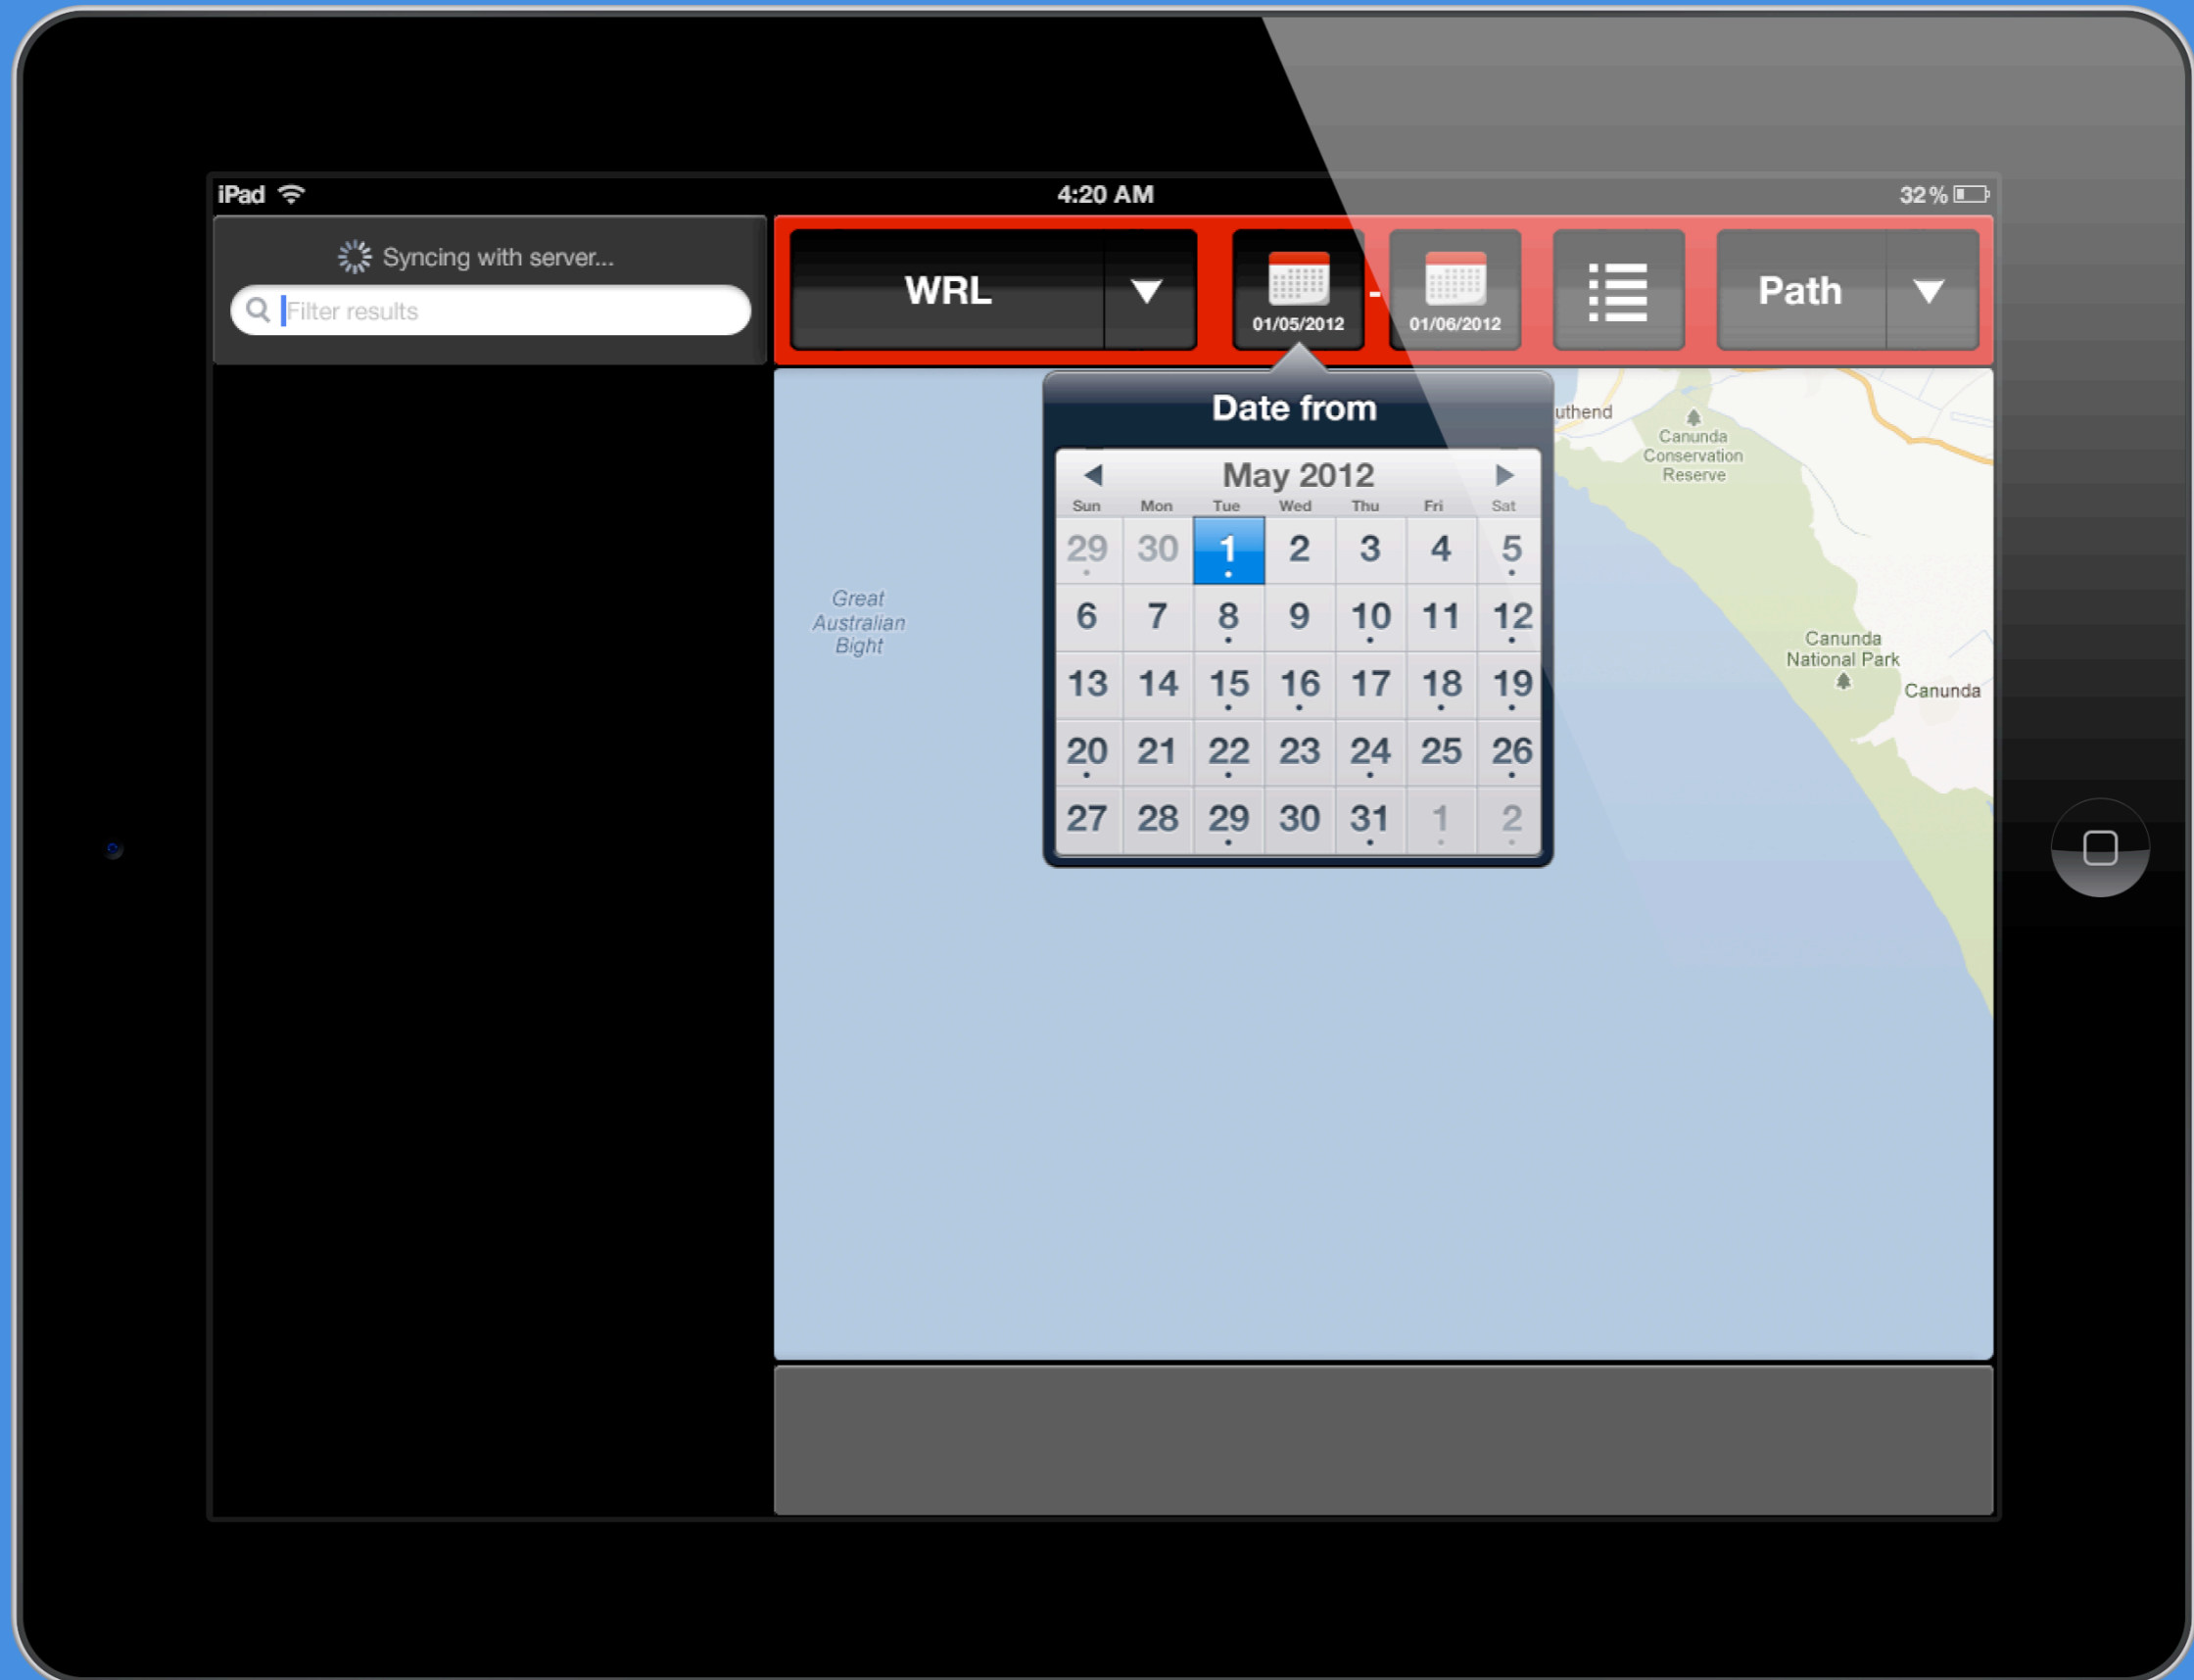 iPad
4:20 AM
32%
Syncing with server...
Filter results
WRL
01/05/2012
-
01/06/2012
Path
Date from
May 2012
Sun Mon Tue Wed Thu Fri Sat
29 30 1 2 3 4 5
6 7 8 9 10 11 12
13 14 15 16 17 18 19
20 21 22 23 24 25 26
27 28 29 30 31 1 2
Great
Australian
Bight
uthend
Canunda
Conservation
Reserve
Canunda
National Park
Canunda